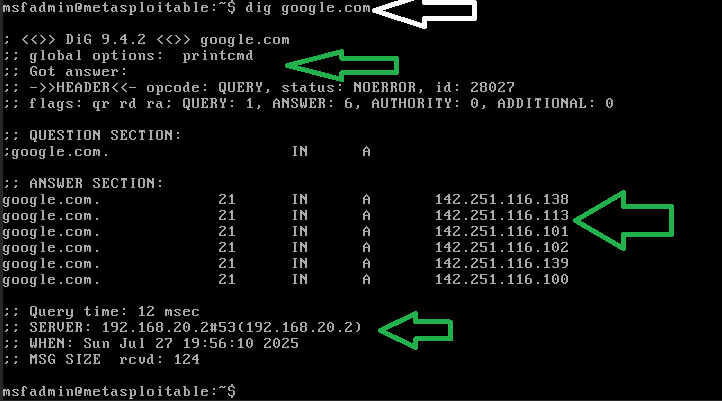 msfadmin@metasploitable:~$ dig google.com
; <<>> DiG 9.4.2 <<>> google.com
;; global options:  printcmd
;; Got answer:
;; ->>HEADER<<- opcode: QUERY, status: NOERROR, id: 28027
;; flags: qr rd ra; QUERY: 1, ANSWER: 6, AUTHORITY: 0, ADDITIONAL: 0
;; QUESTION SECTION:
;google.com.                    IN      A
;; ANSWER SECTION:
google.com.             21      IN      A       142.251.116.138
google.com.             21      IN      A       142.251.116.113
google.com.             21      IN      A       142.251.116.101
google.com.             21      IN      A       142.251.116.102
google.com.             21      IN      A       142.251.116.139
google.com.             21      IN      A       142.251.116.100
;; Query time: 12 msec
;; SERVER: 192.168.20.2#53(192.168.20.2)
;; WHEN: Sun Jul 27 19:56:10 2025
;; MSG SIZE  rcvd: 124
msfadmin@metasploitable:~$